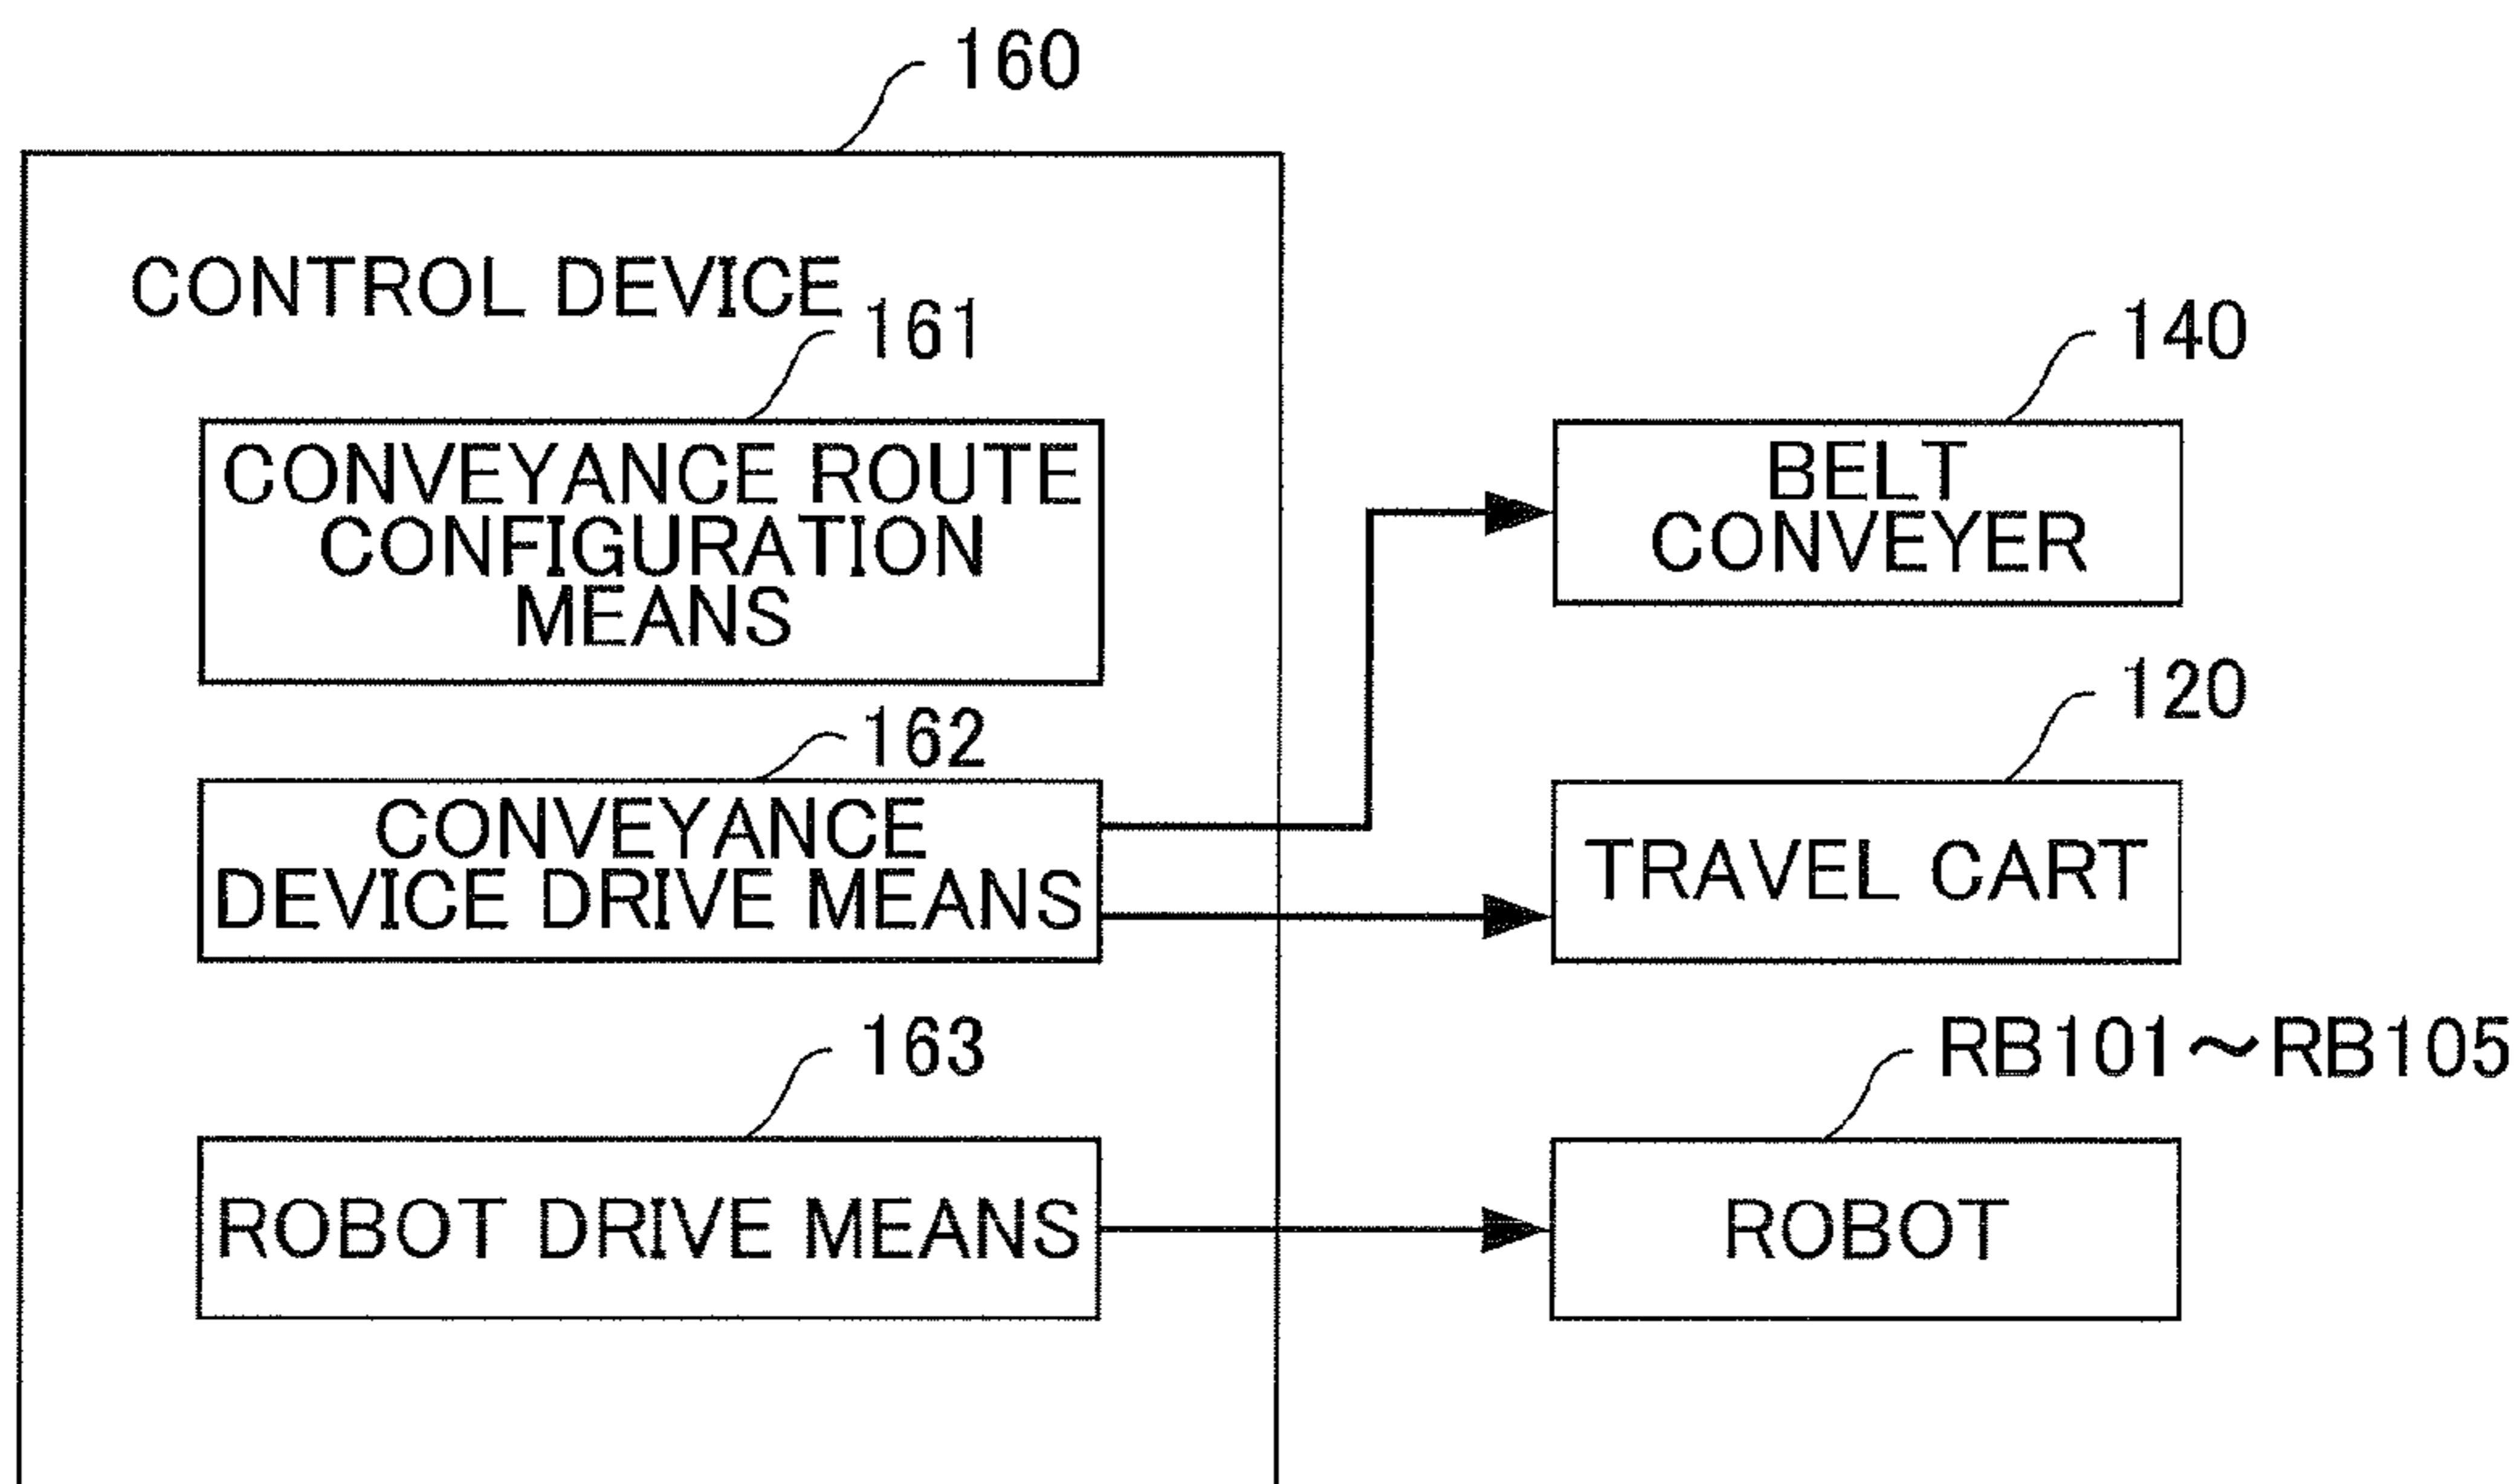 160
CONTROL DEVICE
161
CONVEYANCE ROUTE
CONFIGURATION
MEANS
140
BELT
CONVEYER
162
CONVEYANCE
DEVICE DRIVE MEANS
120
TRAVEL CART
163
ROBOT DRIVE MEANS
RB101～RB105
ROBOT